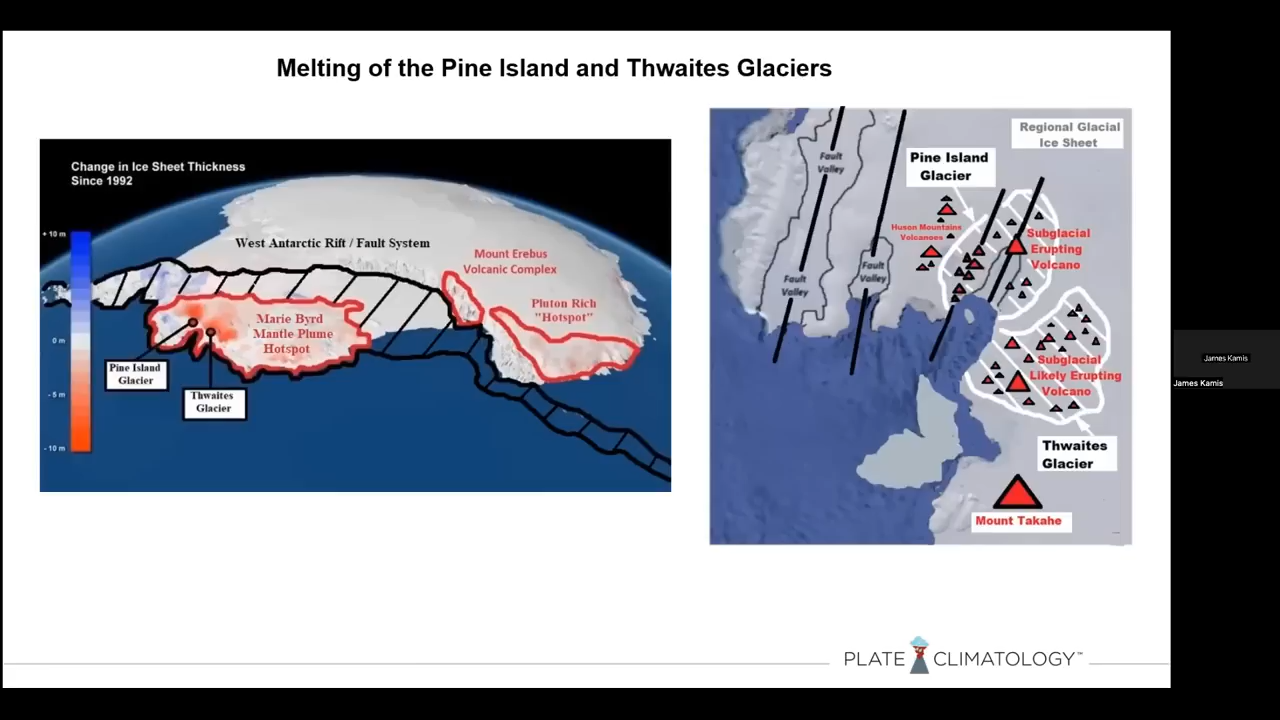 Melting of the Pine Island and Thwaites Glaciers
Change in Ice Sheet Thickness
Since 1992
+ 10 m
0 m
- 5 m
- 10 m
West Antarctic Rift / Fault System
Mount Erebus
Volcanic Complex
Pluton Rich
"Hotspot"
Marie Byrd
Mantle Plume
Hotspot
Pine Island
Glacier
Thwaites
Glacier
Regional Glacial
Ice Sheet
Fault
Valley
Pine Island
Glacier
Huson Mountains
Volcanoes
Subglacial
Erupting
Volcano
Fault
Valley
Fault
Valley
Subglacial
Likely Erupting
Volcano
Thwaites
Glacier
Mount Takahe
PLATE CLIMATOLOGY™
James Kamis
James Kamis